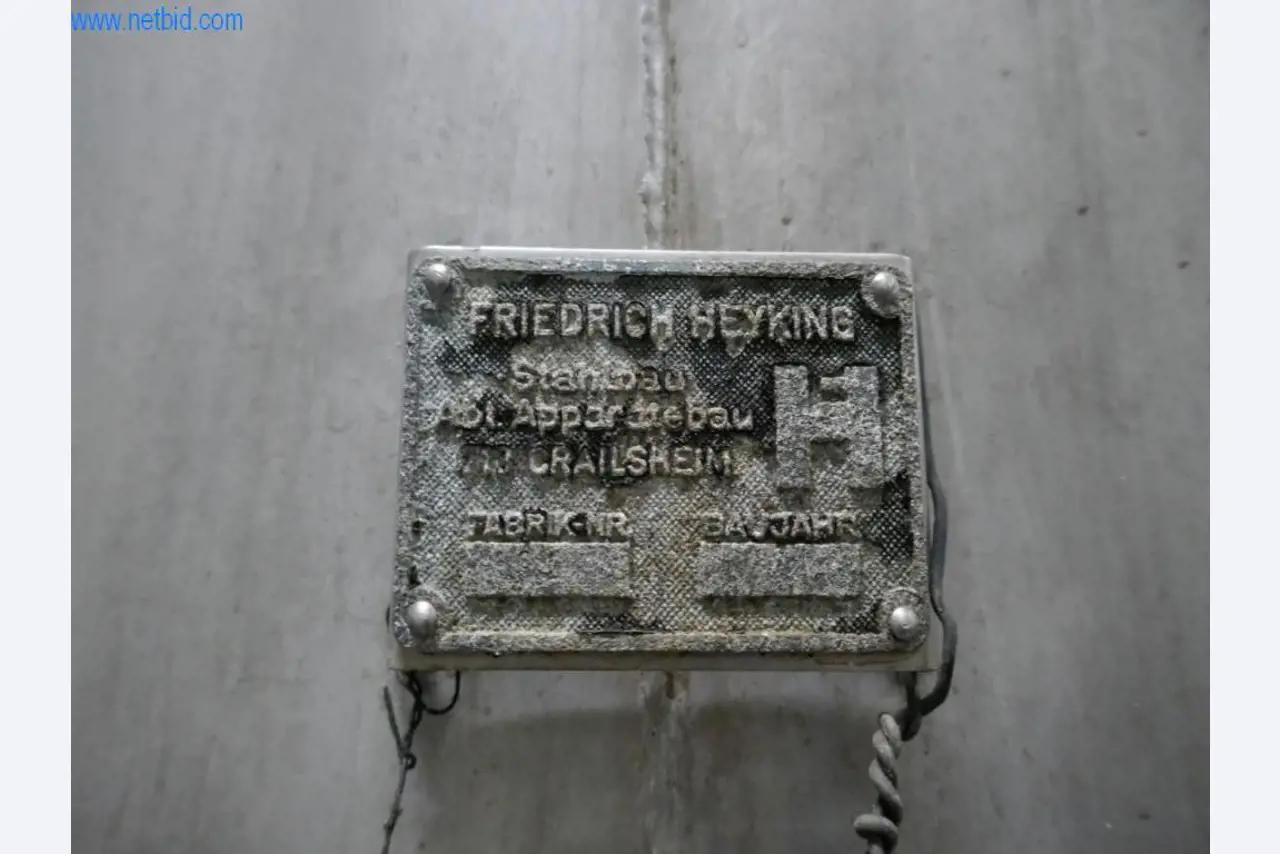 www.netbid.com
FRIEDRICH HEYKING
Stahlbau
Abt. Apparatebau
CRAILSHEIM
H
FABRIK-NR.
BAUJAHR